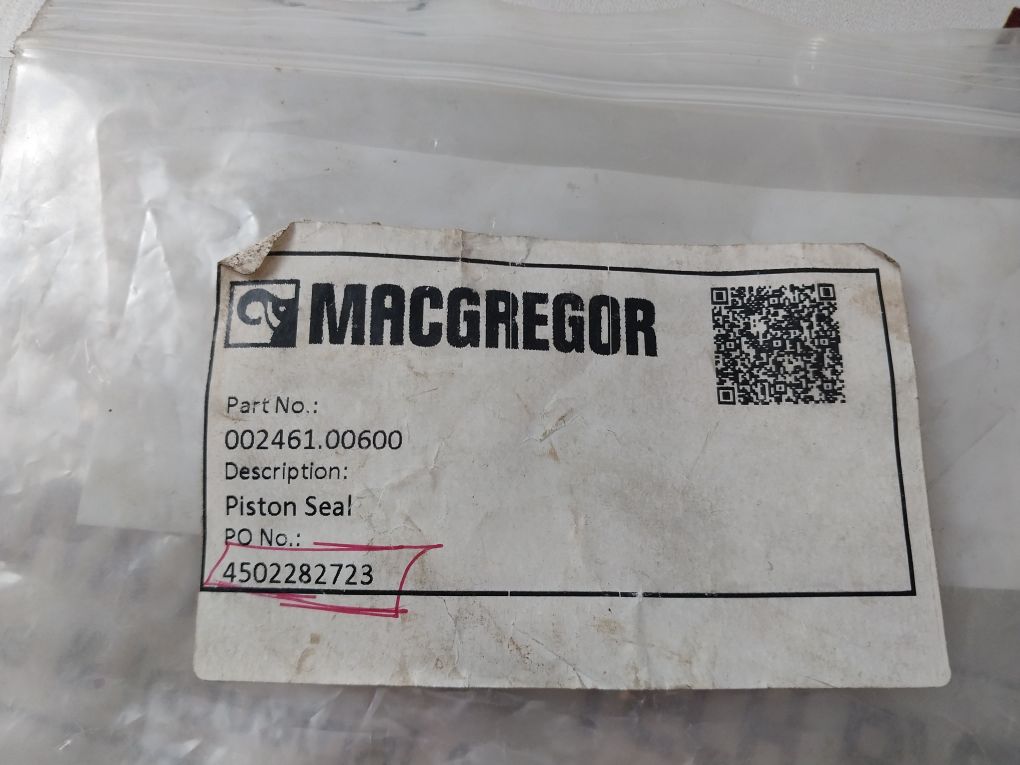 MACGREGOR
Part No.:
002461.00600
Description:
Piston Seal
PO No.:
4502282723